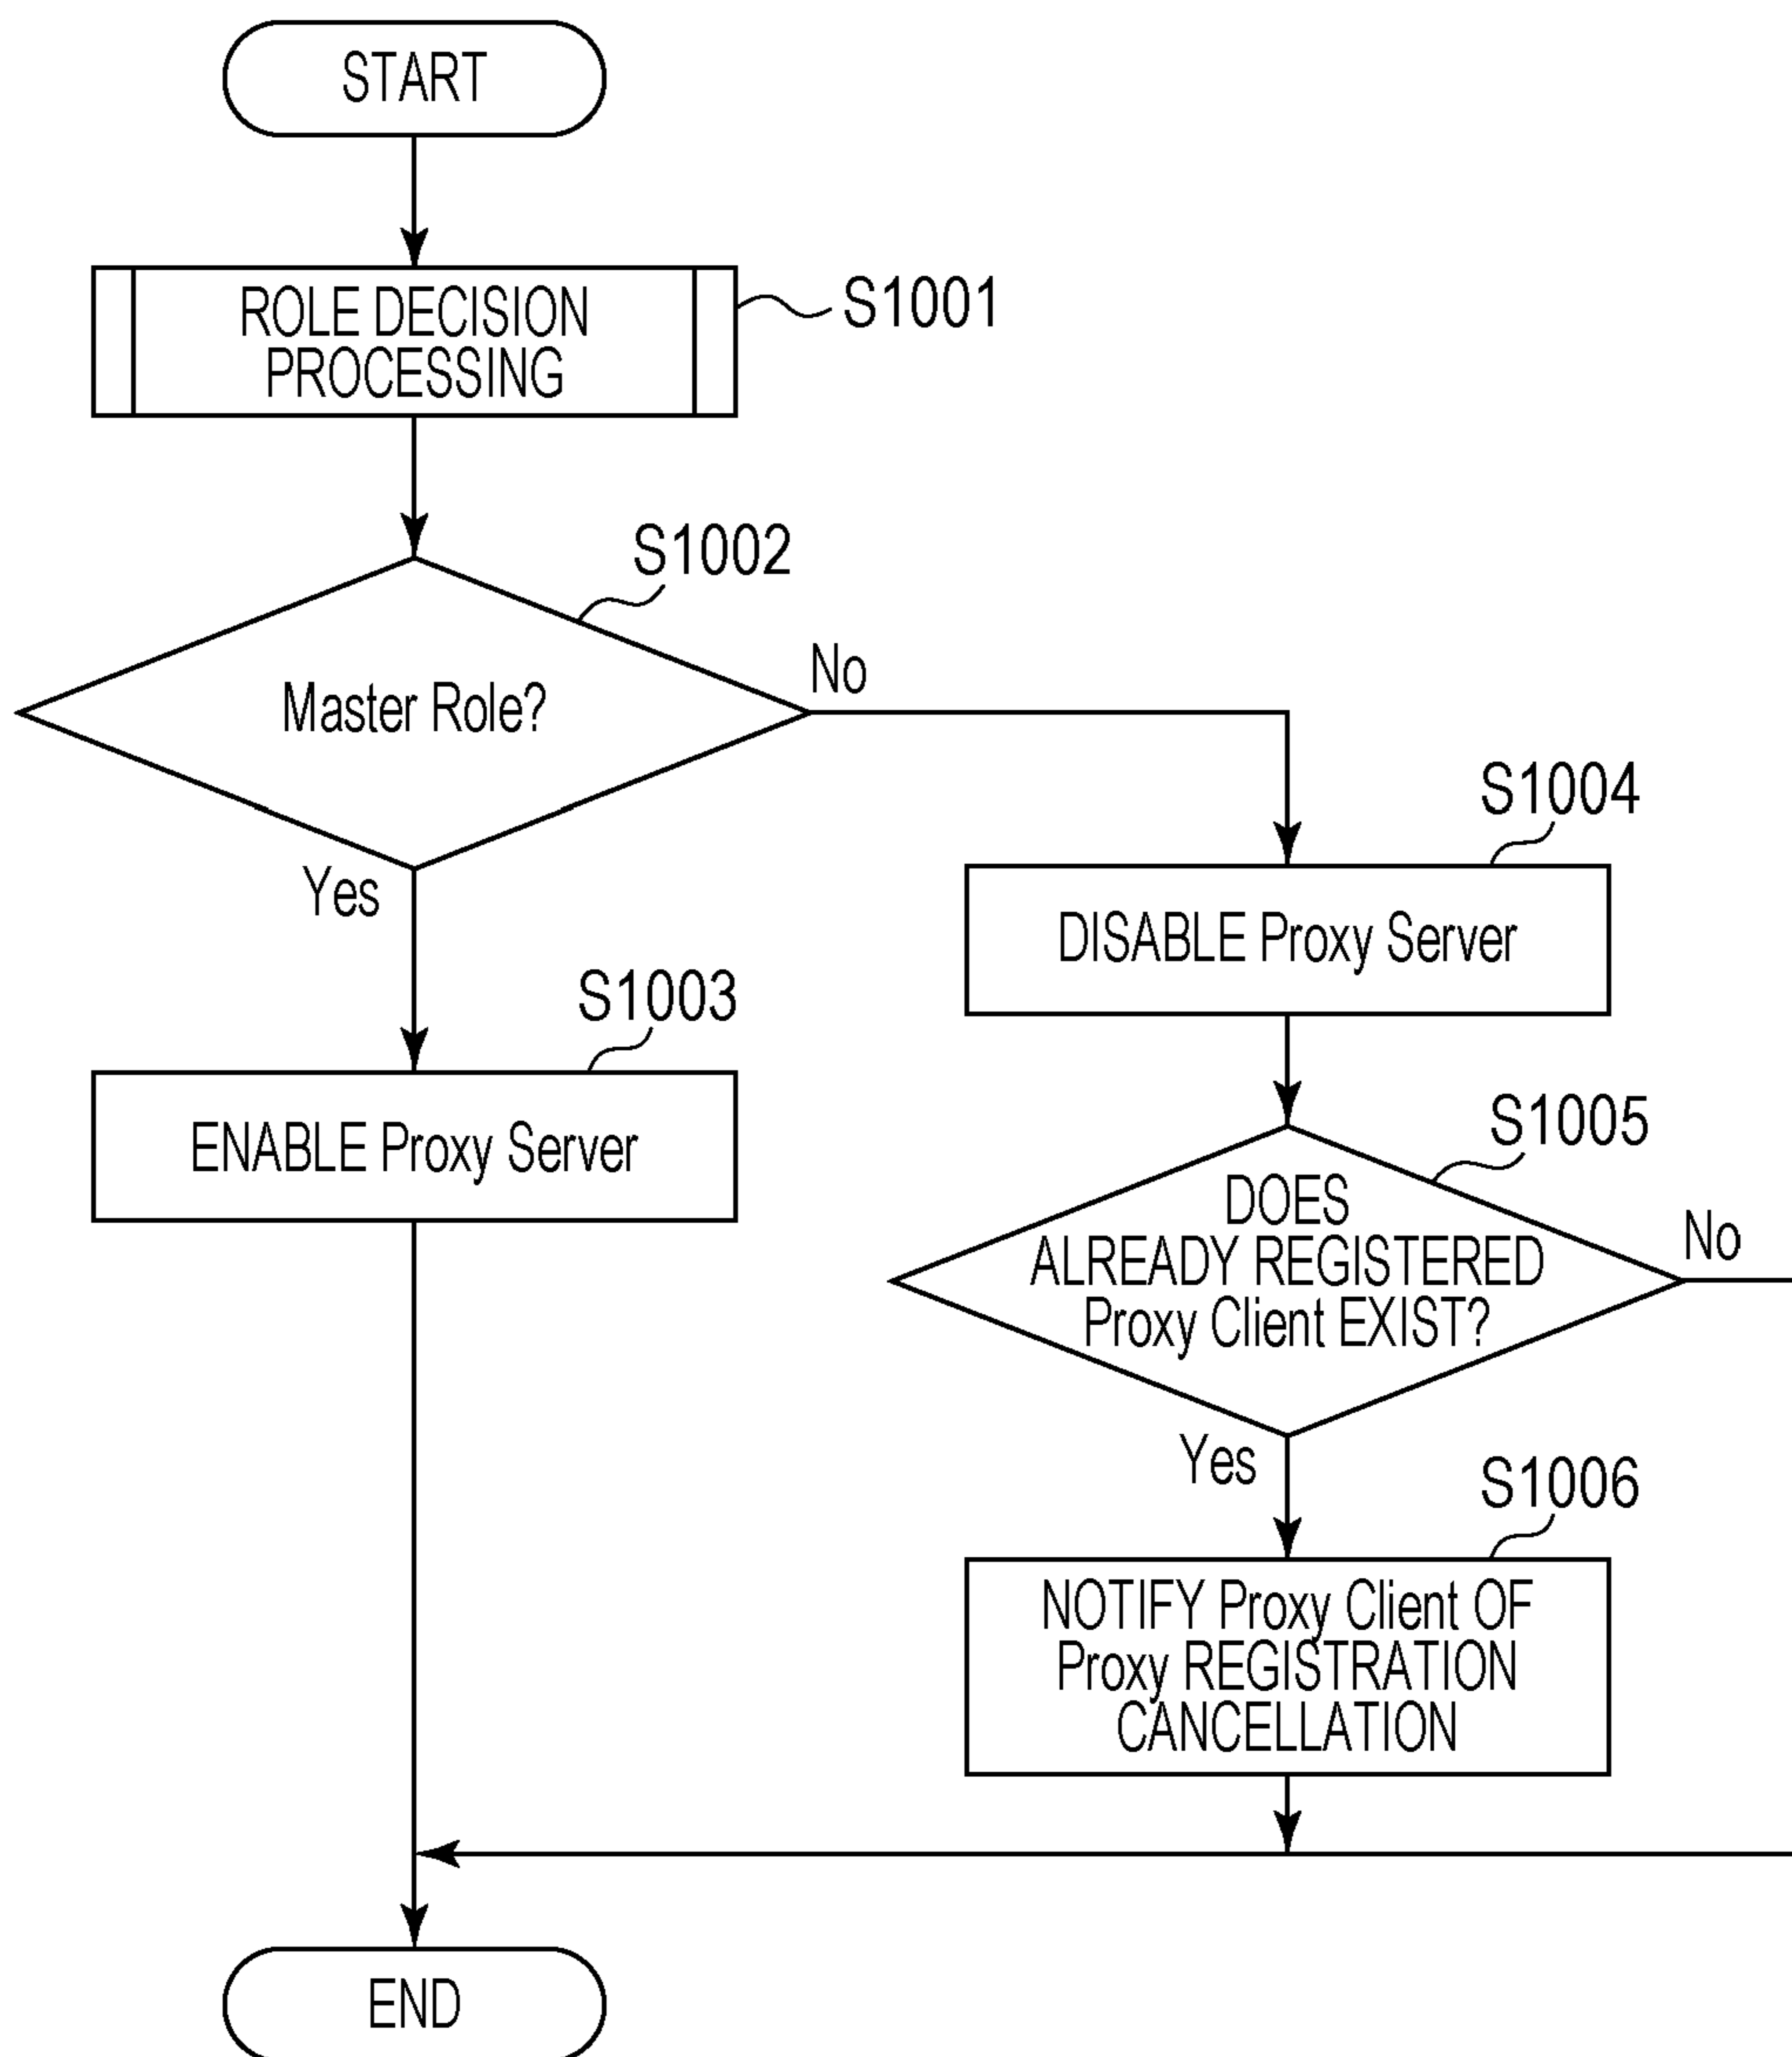 START
ROLE DECISION
PROCESSING
S1001
S1002
Master Role?
No
Yes
S1003
ENABLE Proxy Server
S1004
DISABLE Proxy Server
S1005
DOES
ALREADY REGISTERED
Proxy Client EXIST?
No
Yes
S1006
NOTIFY Proxy Client OF
Proxy REGISTRATION
CANCELLATION
END